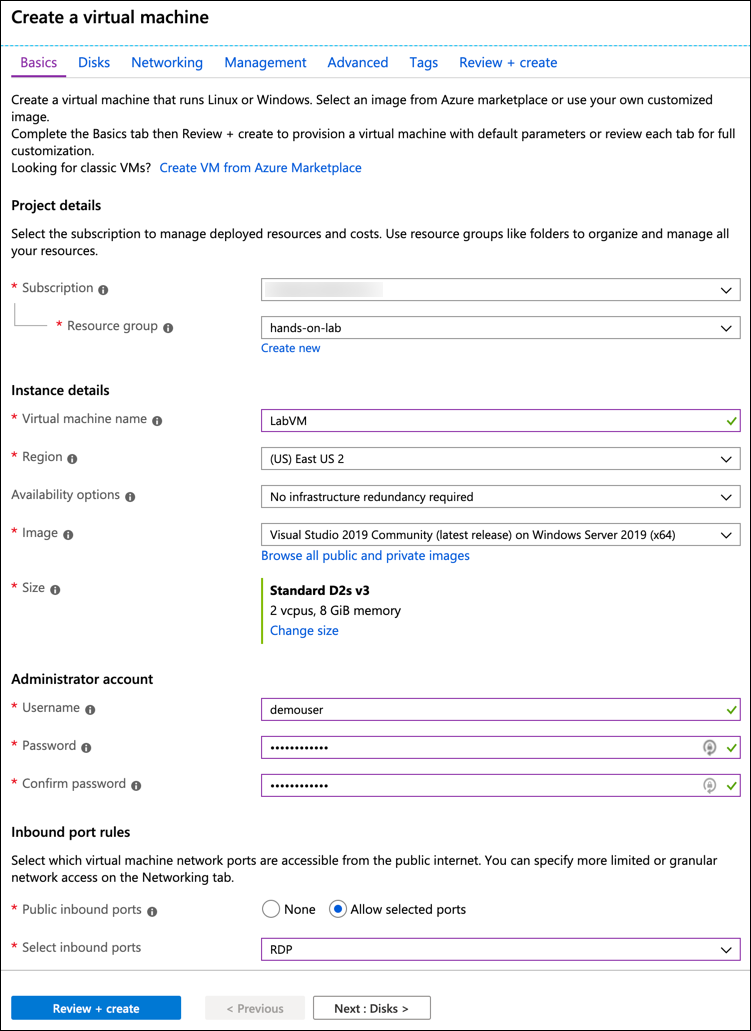 Create a virtual machine
Basics Disks Networking Management Advanced Tags Review + create
Create a virtual machine that runs Linux or Windows. Select an image from Azure marketplace or use your own customized
image.
Complete the Basics tab then Review + create to provision a virtual machine with default parameters or review each tab for full
customization.
Looking for classic VMs? Create VM from Azure Marketplace
Project details
Select the subscription to manage deployed resources and costs. Use resource groups like folders to organize and manage all
your resources.
* Subscription
* Resource group hands-on-lab
Create new
Instance details
* Virtual machine name LabVM
* Region (US) East US 2
Availability options No infrastructure redundancy required
* Image Visual Studio 2019 Community (latest release) on Windows Server 2019 (x64)
Browse all public and private images
* Size Standard D2s v3
2 vcpus, 8 GiB memory
Change size
Administrator account
* Username demouser
* Password ••••••••••••
* Confirm password ••••••••••••
Inbound port rules
Select which virtual machine network ports are accessible from the public internet. You can specify more limited or granular
network access on the Networking tab.
* Public inbound ports None Allow selected ports
* Select inbound ports RDP
Review + create < Previous Next : Disks >